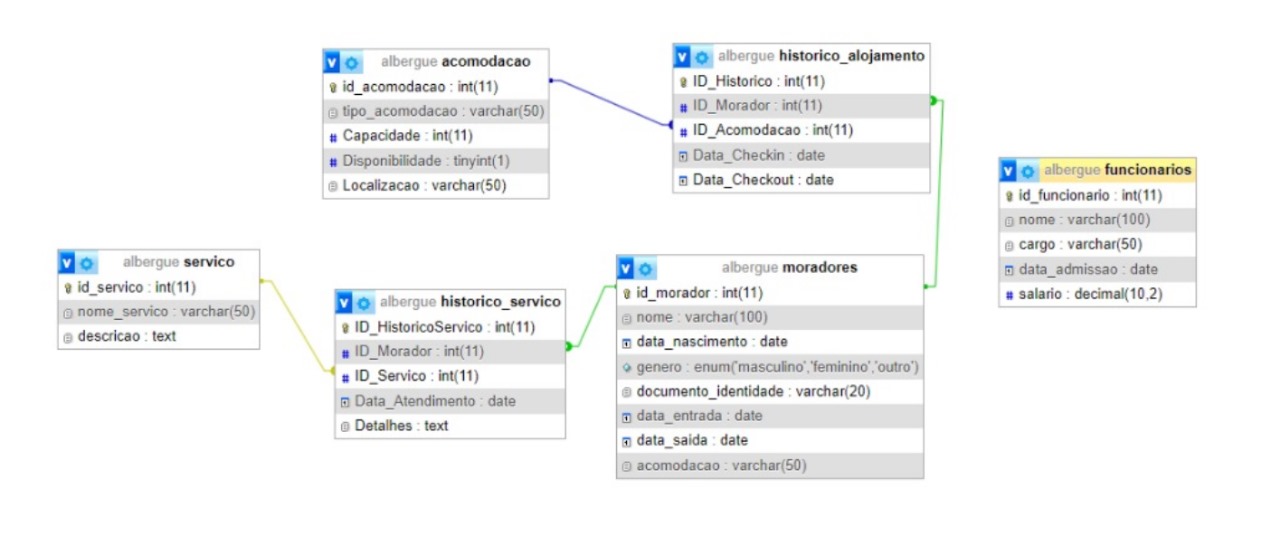 albergue acomodacao
id_acomodacao : int(11)
tipo_acomodacao : varchar(50)
Capacidade : int(11)
Disponibilidade : tinyint(1)
Localizacao : varchar(50)
albergue historico_alojamento
ID_Historico : int(11)
ID_Morador : int(11)
ID_Acomodacao : int(11)
Data_Checkin : date
Data_Checkout : date
albergue funcionarios
id_funcionario : int(11)
nome : varchar(100)
cargo : varchar(50)
data_admissao : date
salario : decimal(10,2)
albergue servico
id_servico : int(11)
nome_servico : varchar(50)
descricao : text
albergue historico_servico
ID_HistoricoServico : int(11)
ID_Morador : int(11)
ID_Servico : int(11)
Data_Atendimento : date
Detalhes : text
albergue moradores
id_morador : int(11)
nome : varchar(100)
data_nascimento : date
genero : enum('masculino','feminino','outro')
documento_identidade : varchar(20)
data_entrada : date
data_saida : date
acomodacao : varchar(50)